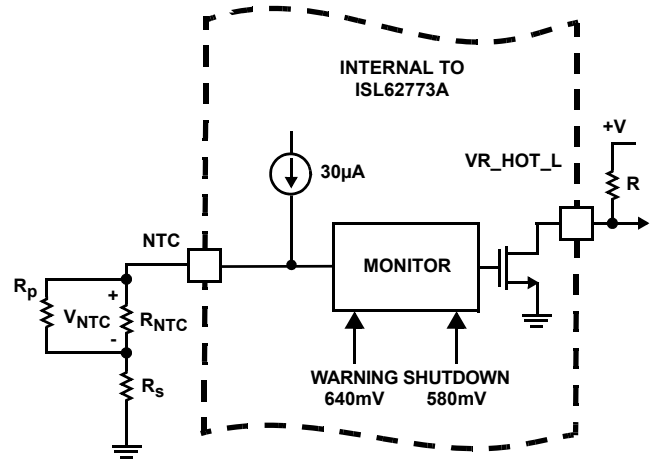 INTERNAL TO
ISL62773A
+V
VR_HOT_L
R
30µA
NTC
MONITOR
Rp
+
VNTC
RNTC
-
Rs
WARNING SHUTDOWN
640mV 580mV